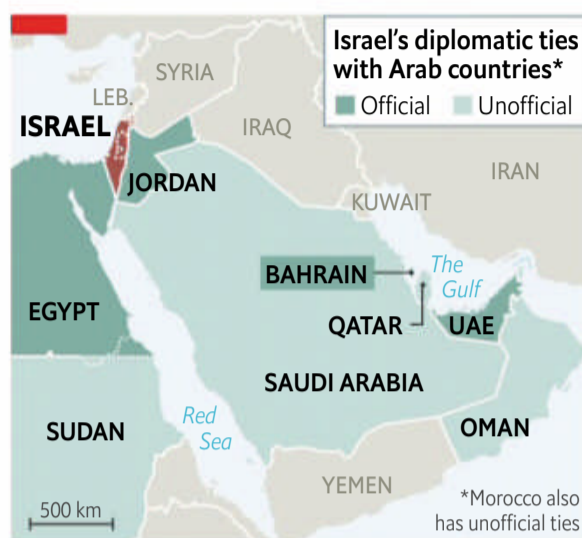 Israel's diplomatic ties
with Arab countries*
Official Unofficial
SYRIA
LEB.
ISRAEL
IRAQ
JORDAN
IRAN
KUWAIT
BAHRAIN
The
Gulf
EGYPT
QATAR
UAE
SAUDI ARABIA
Red
Sea
SUDAN
OMAN
YEMEN
500 km
*Morocco also
has unofficial ties